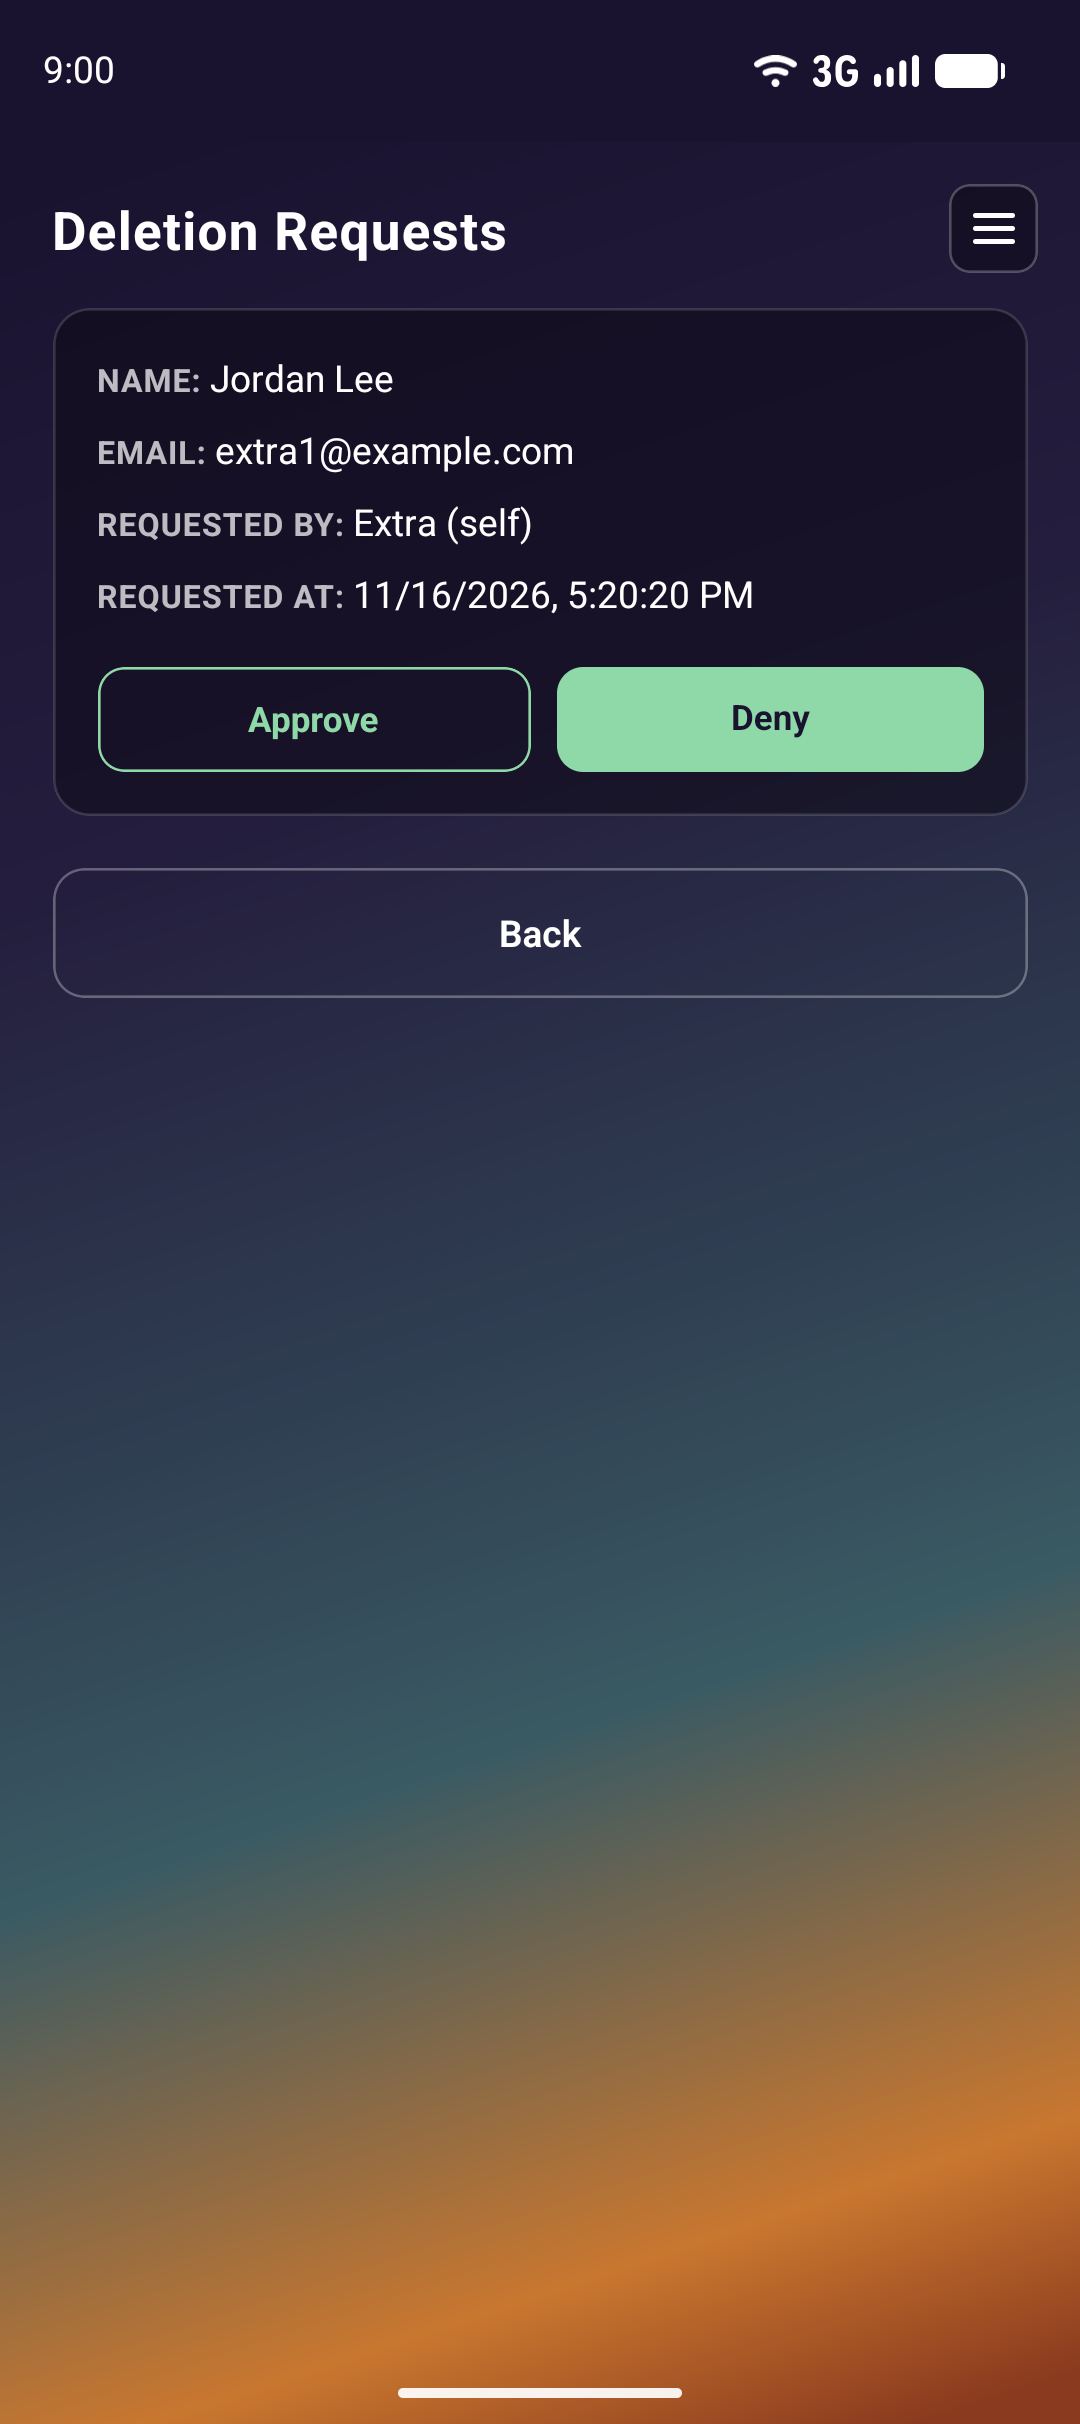 9:00 3G
Deletion Requests
NAME: Jordan Lee
EMAIL: extra1@example.com
REQUESTED BY: Extra (self)
REQUESTED AT: 11/16/2026, 5:20:20 PM
Approve Deny
Back